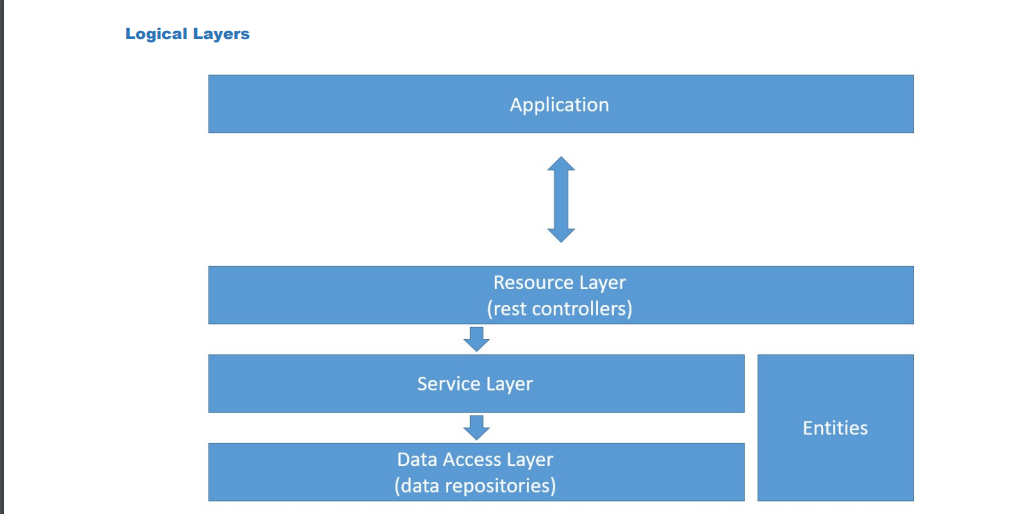 Logical Layers
Application
Resource Layer
(rest controllers)
Service Layer
Entities
Data Access Layer
(data repositories)